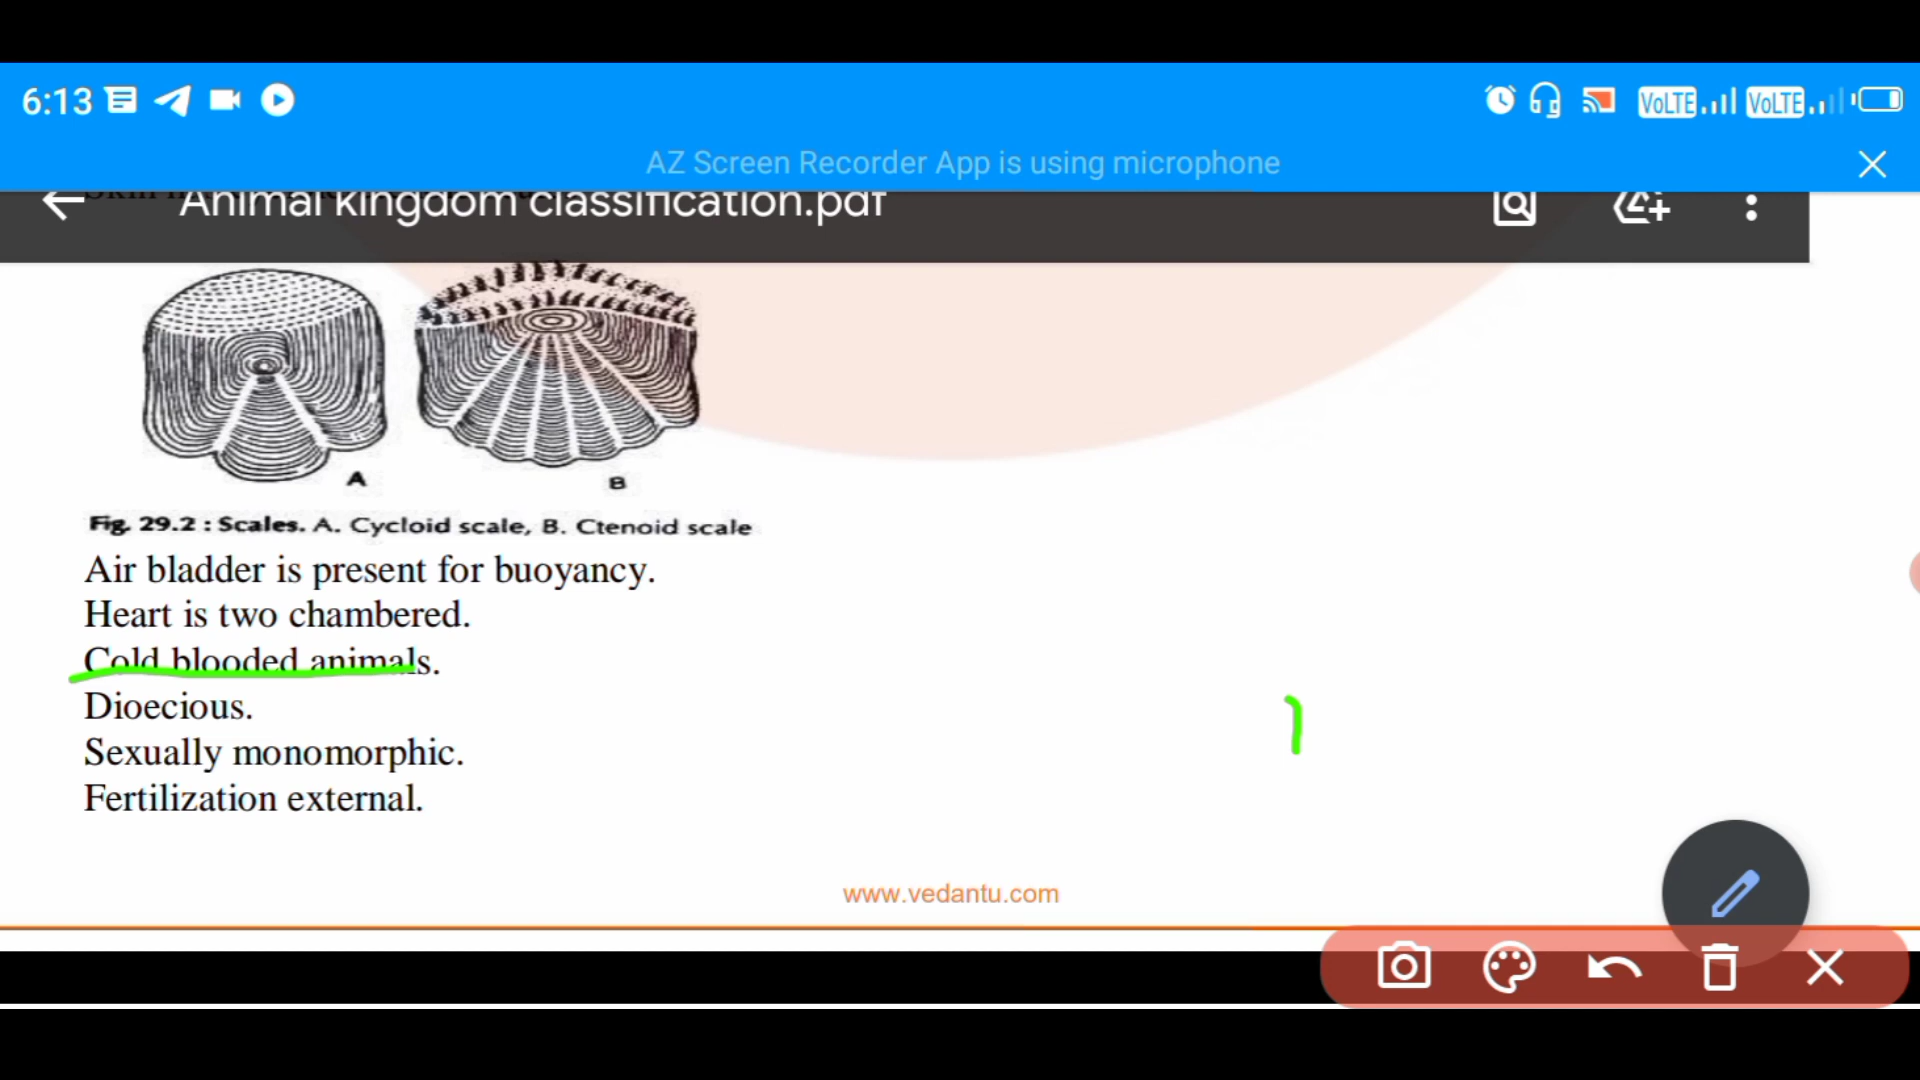 6:13 VoLTE VoLTE
AZ Screen Recorder App is using microphone
Animal kingdom classification.pdf
A
B
Fig. 29.2 : Scales. A. Cycloid scale, B. Ctenoid scale
Air bladder is present for buoyancy.
Heart is two chambered.
Cold blooded animals.
Dioecious.
Sexually monomorphic.
Fertilization external.
www.vedantu.com